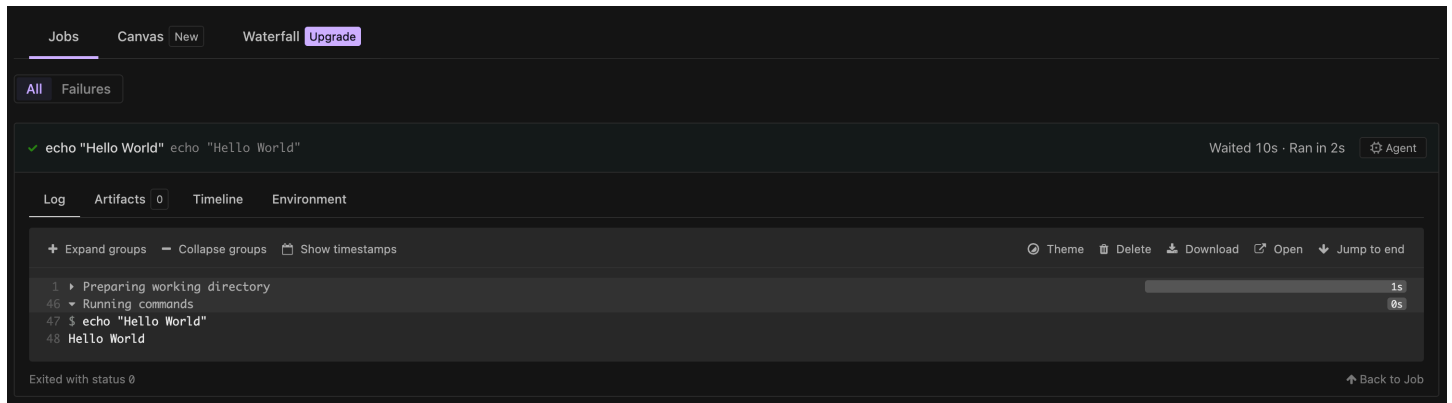 Jobs Canvas New Waterfall Upgrade
All Failures
echo "Hello World" echo "Hello World" Waited 10s · Ran in 2s Agent
Log Artifacts 0 Timeline Environment
Expand groups Collapse groups Show timestamps Theme Delete Download Open Jump to end
1 Preparing working directory 1s
46 Running commands 0s
47 $ echo "Hello World"
48 Hello World
Exited with status 0 Back to Job